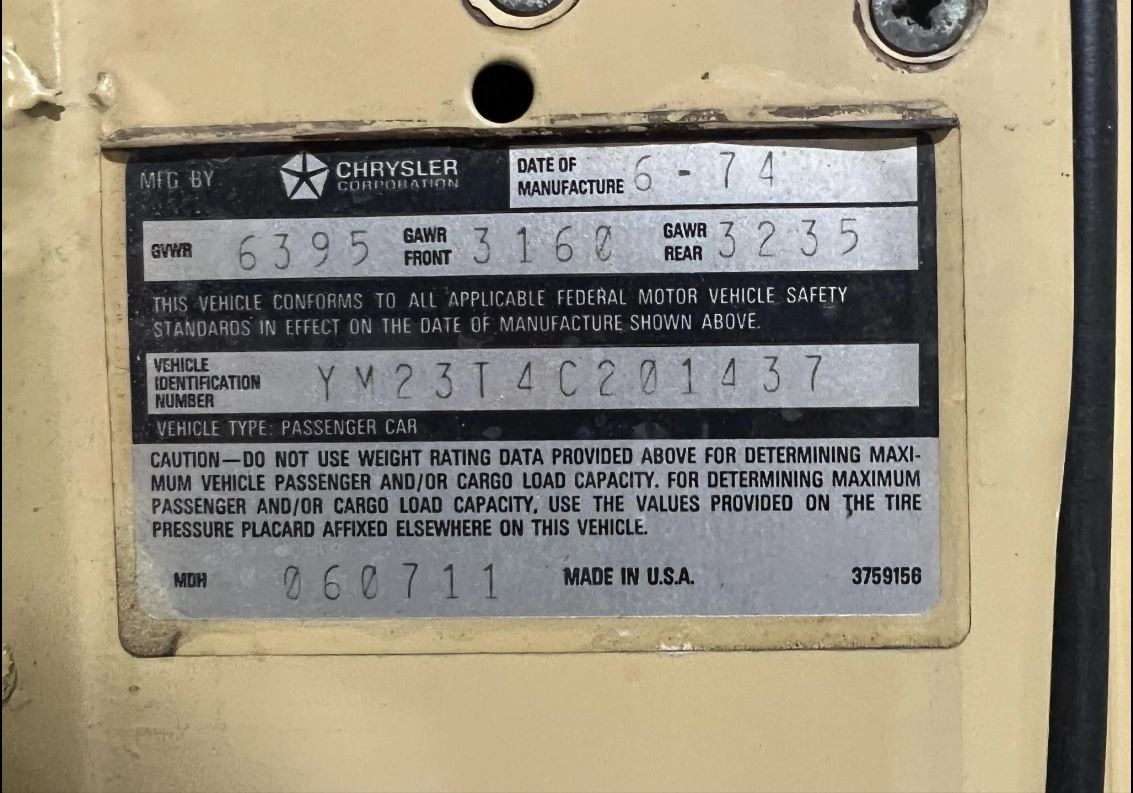 MFG BY CHRYSLER CORPORATION DATE OF MANUFACTURE 6 - 74
GVWR 6395 GAWR FRONT 3160 GAWR REAR 3235
THIS VEHICLE CONFORMS TO ALL APPLICABLE FEDERAL MOTOR VEHICLE SAFETY
STANDARDS IN EFFECT ON THE DATE OF MANUFACTURE SHOWN ABOVE.
VEHICLE IDENTIFICATION NUMBER YM23T4C201437
VEHICLE TYPE: PASSENGER CAR
CAUTION—DO NOT USE WEIGHT RATING DATA PROVIDED ABOVE FOR DETERMINING MAXI-
MUM VEHICLE PASSENGER AND/OR CARGO LOAD CAPACITY. FOR DETERMINING MAXIMUM
PASSENGER AND/OR CARGO LOAD CAPACITY, USE THE VALUES PROVIDED ON THE TIRE
PRESSURE PLACARD AFFIXED ELSEWHERE ON THIS VEHICLE.
MDH 060711 MADE IN U.S.A. 3759156